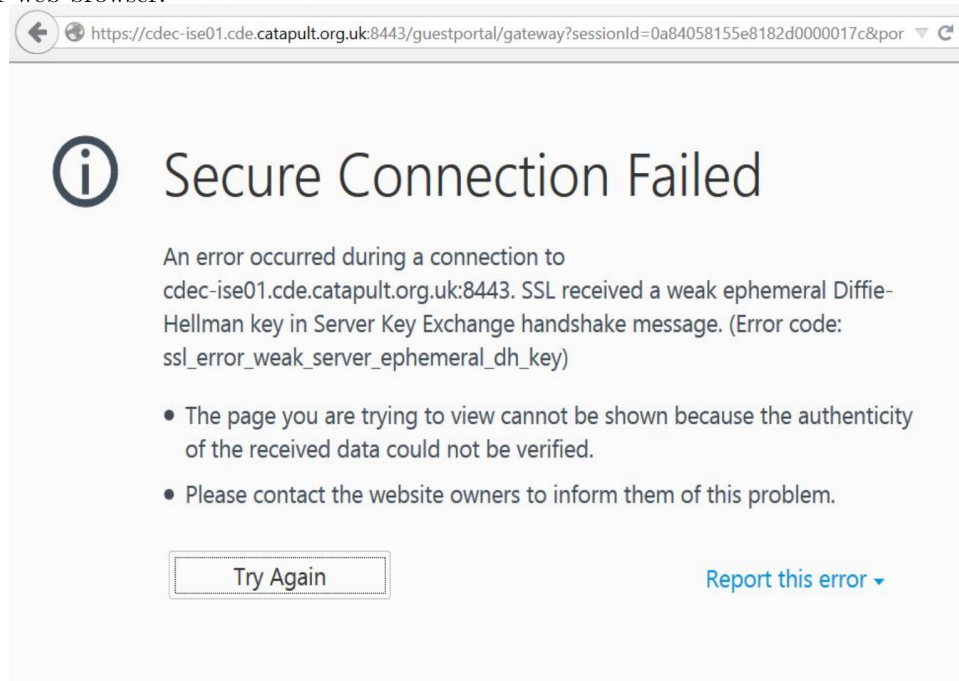 web browser.
https://cdec-ise01.cde.catapult.org.uk:8443/guestportal/gateway?sessionId=0a84058155e8182d0000017c&por
Secure Connection Failed
An error occurred during a connection to
cdec-ise01.cde.catapult.org.uk:8443. SSL received a weak ephemeral Diffie-
Hellman key in Server Key Exchange handshake message. (Error code:
ssl_error_weak_server_ephemeral_dh_key)
• The page you are trying to view cannot be shown because the authenticity
of the received data could not be verified.
• Please contact the website owners to inform them of this problem.
Try Again
Report this error